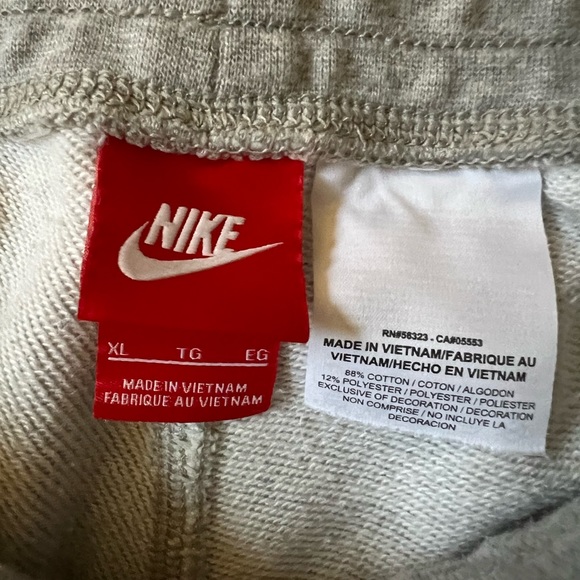 NIKE
XL TG EG
MADE IN VIETNAM
FABRIQUE AU VIETNAM
RN#56323 - CA#05553
MADE IN VIETNAM/FABRIQUE AU
VIETNAM/HECHO EN VIETNAM
88% COTTON / COTON / ALGODON
12% POLYESTER / POLYESTER / POLIESTER
EXCLUSIVE OF DECORATION / DECORATION
NON COMPRISE / NO INCLUYE LA
DECORACION